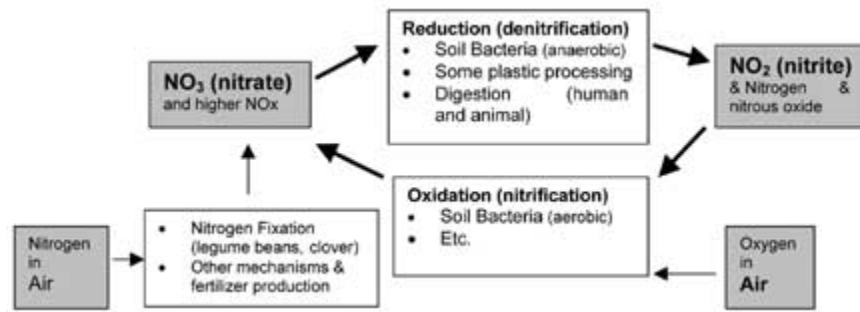 Reduction (denitrification)
• Soil Bacteria (anaerobic)
• Some plastic processing
• Digestion (human
and animal)
NO3 (nitrate)
and higher NOx
NO2 (nitrite)
& Nitrogen &
nitrous oxide
Oxidation (nitrification)
• Soil Bacteria (aerobic)
• Etc.
Nitrogen
in
Air
• Nitrogen Fixation
(legume beans, clover)
• Other mechanisms &
fertilizer production
Oxygen
in
Air